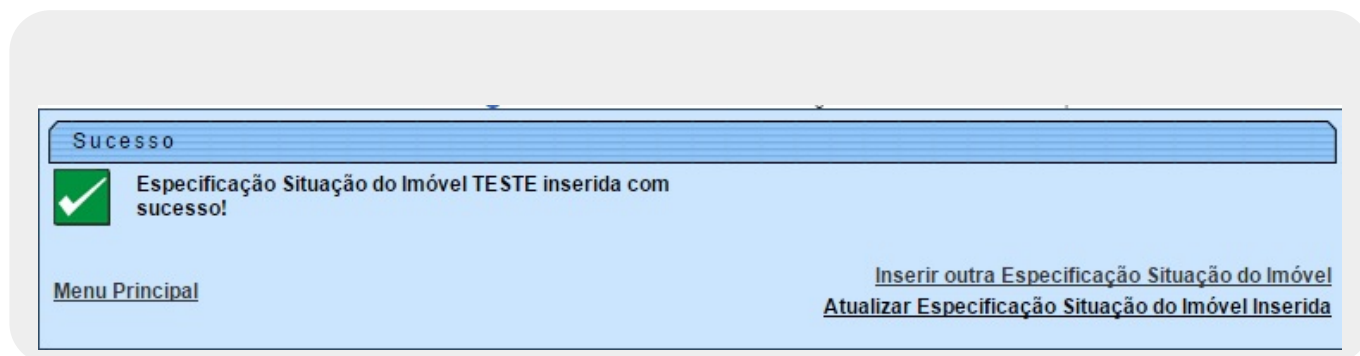 Sucesso
Especificação Situação do Imóvel TESTE inserida com
sucesso!
Menu Principal
Inserir outra Especificação Situação do Imóvel
Atualizar Especificação Situação do Imóvel Inserida